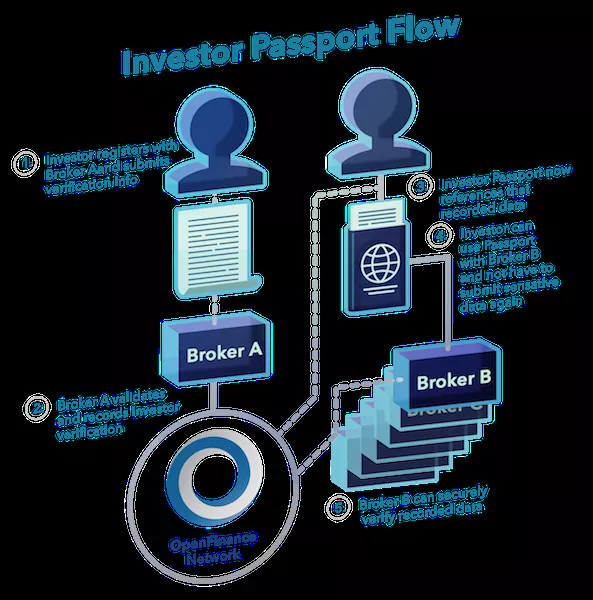 Investor Passport Flow
1. Investor registers with
Broker A and submits
verification info
3. Investor Passport now
references that
recorded data
4. Investor can
use Passport
with Broker B
and not have to
submit sensative
data again
Broker A
Broker B
Broker C
2. Broker A validates
and records Investor
verification
OpenFinance
Network
5. Broker B can securely
verify recorded data